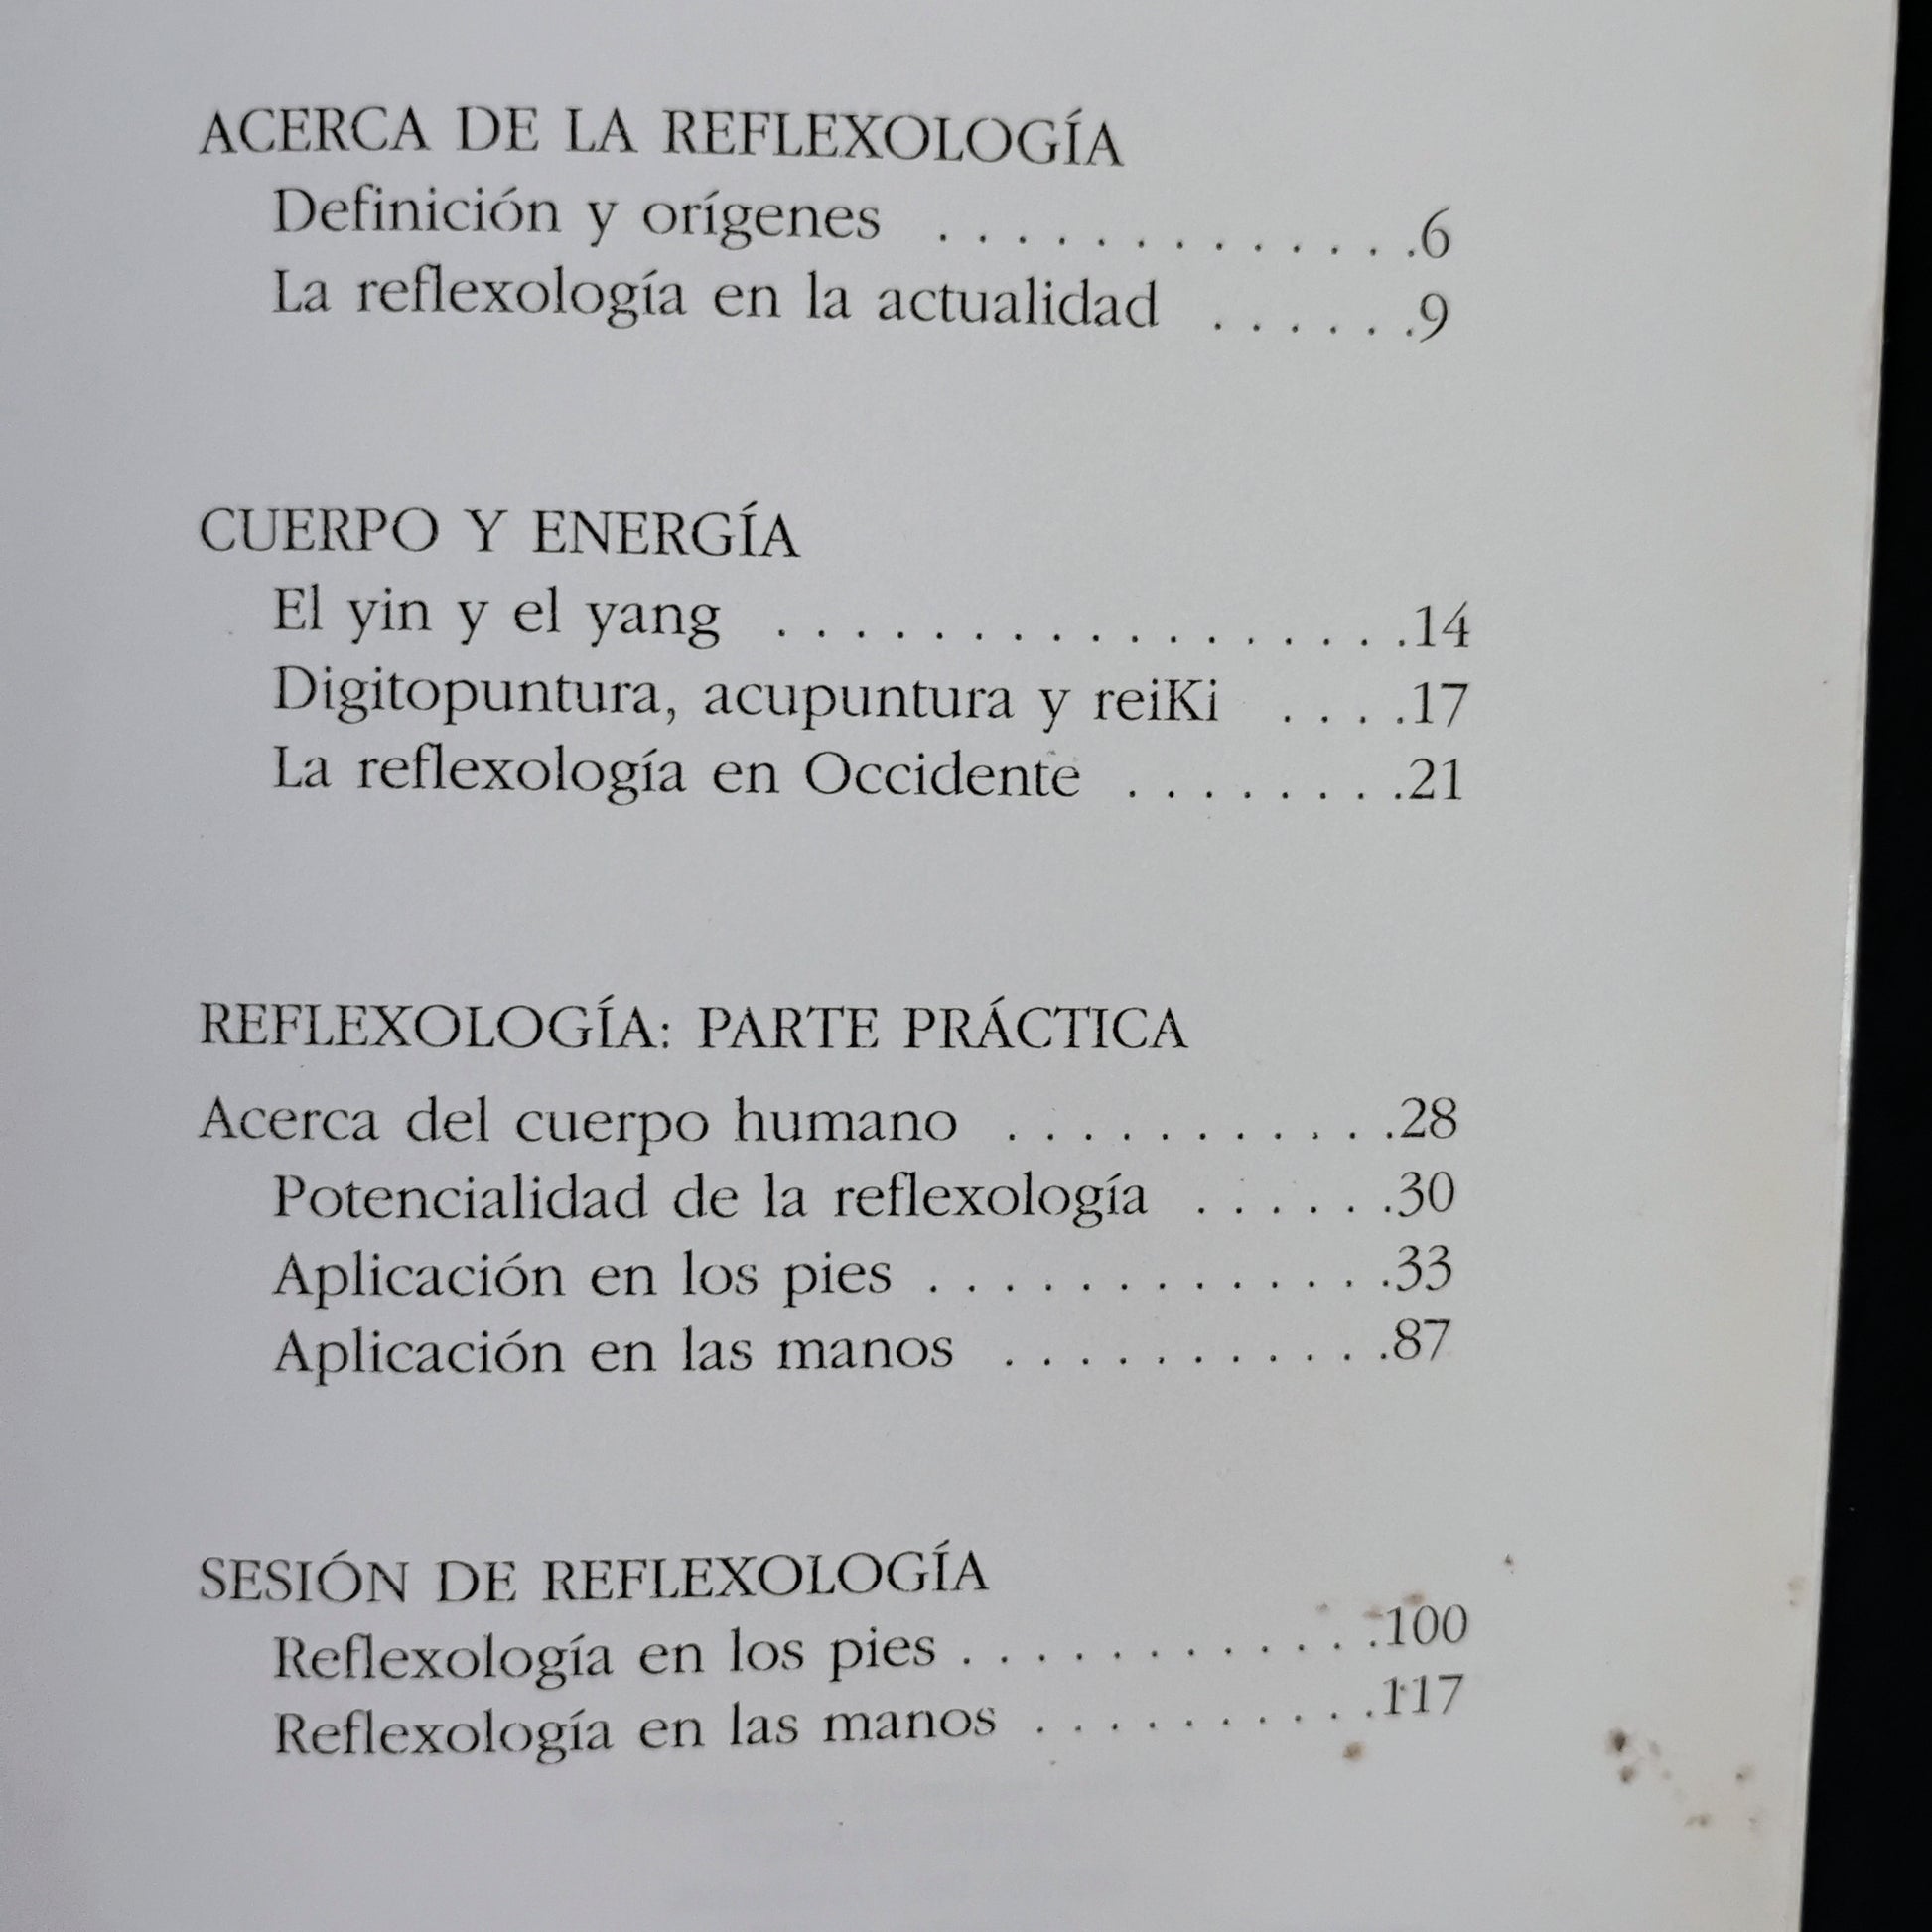 ACERCA DE LA REFLEXOLOGÍA
Definición y orígenes . . . . . . . . . . . . .6
La reflexología en la actualidad . . . . . .9
CUERPO Y ENERGÍA
El yin y el yang . . . . . . . . . . . . . . . . .14
Digitopuntura, acupuntura y reiKi . . . .17
La reflexología en Occidente . . . . . . . .21
REFLEXOLOGÍA: PARTE PRÁCTICA
Acerca del cuerpo humano . . . . . . . . . . .28
Potencialidad de la reflexología . . . . . .30
Aplicación en los pies . . . . . . . . . . . . .33
Aplicación en las manos . . . . . . . . . . .87
SESIÓN DE REFLEXOLOGÍA
Reflexología en los pies . . . . . . . . . . . .100
Reflexología en las manos . . . . . . . . . .117